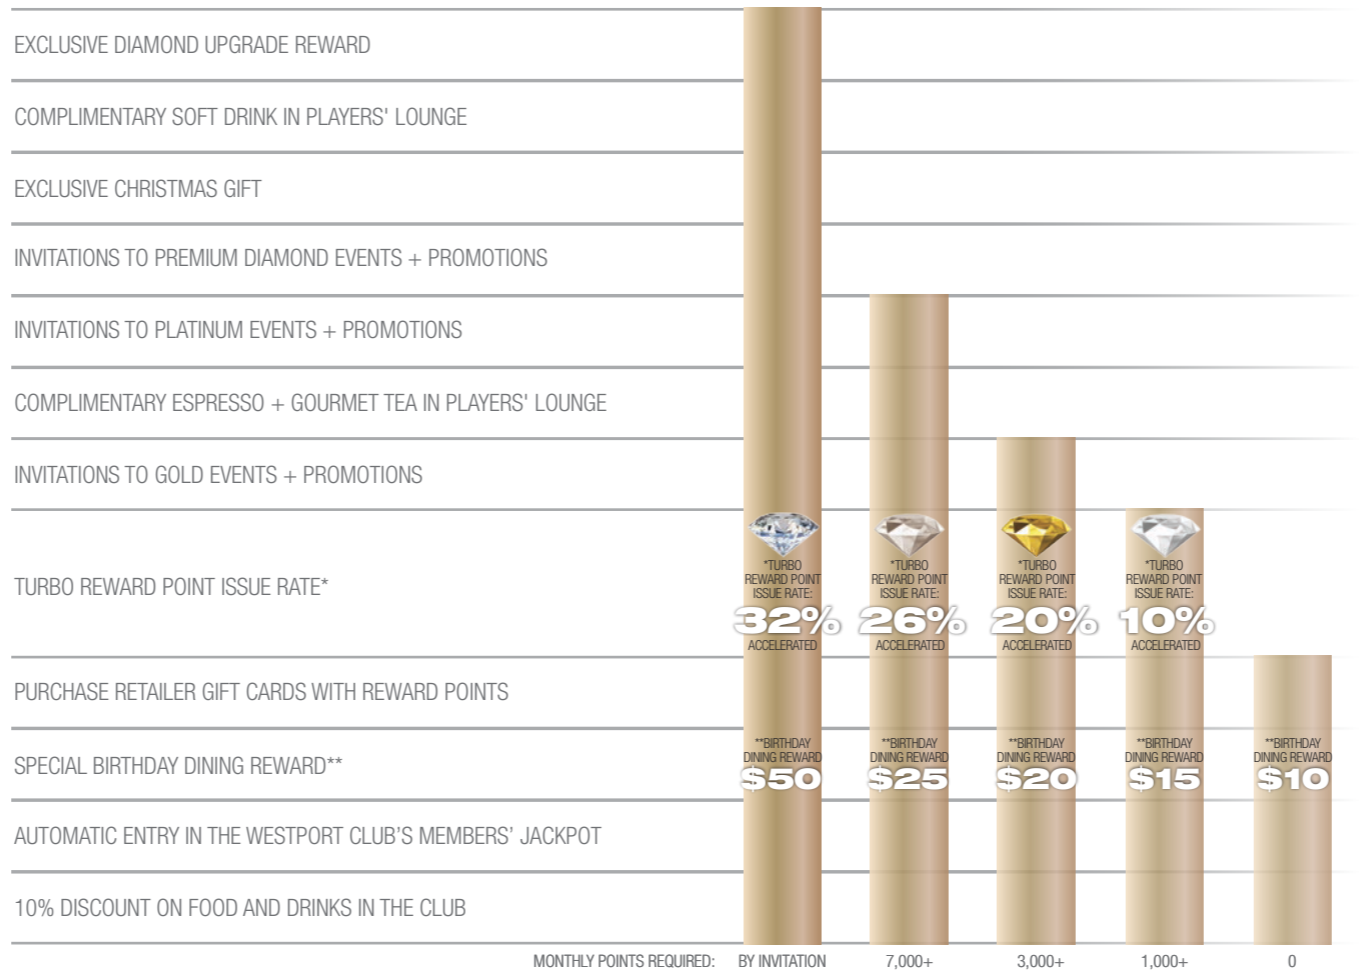 EXCLUSIVE DIAMOND UPGRADE REWARD
COMPLIMENTARY SOFT DRINK IN PLAYERS' LOUNGE
EXCLUSIVE CHRISTMAS GIFT
INVITATIONS TO PREMIUM DIAMOND EVENTS + PROMOTIONS
INVITATIONS TO PLATINUM EVENTS + PROMOTIONS
COMPLIMENTARY ESPRESSO + GOURMET TEA IN PLAYERS' LOUNGE
INVITATIONS TO GOLD EVENTS + PROMOTIONS
TURBO REWARD POINT ISSUE RATE*
*TURBO
REWARD POINT
ISSUE RATE:
32%
ACCELERATED
*TURBO
REWARD POINT
ISSUE RATE:
26%
ACCELERATED
*TURBO
REWARD POINT
ISSUE RATE:
20%
ACCELERATED
*TURBO
REWARD POINT
ISSUE RATE:
10%
ACCELERATED
PURCHASE RETAILER GIFT CARDS WITH REWARD POINTS
SPECIAL BIRTHDAY DINING REWARD**
**BIRTHDAY
DINING REWARD
$50
**BIRTHDAY
DINING REWARD
$25
**BIRTHDAY
DINING REWARD
$20
**BIRTHDAY
DINING REWARD
$15
**BIRTHDAY
DINING REWARD
$10
AUTOMATIC ENTRY IN THE WESTPORT CLUB’S MEMBERS’ JACKPOT
10% DISCOUNT ON FOOD AND DRINKS IN THE CLUB
MONTHLY POINTS REQUIRED: BY INVITATION 7,000+ 3,000+ 1,000+ 0